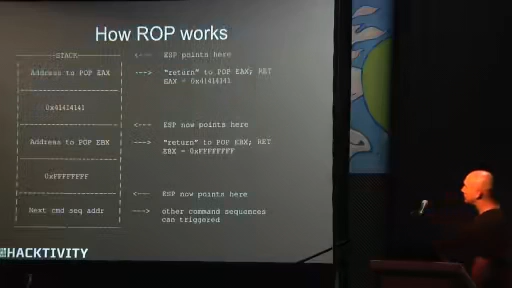 How ROP works
STACK
<--- ESP points here
Address to POP EAX
---> "return" to POP EAX; RET
EAX = 0x41414141
0x41414141
<--- ESP now points here
Address to POP EBX
---> "return" to POP EBX; RET
EBX = 0xFFFFFFFF
0xFFFFFFFF
<--- ESP now points here
Next cmd seq addr
---> other command sequences
can triggered
HACKTIVITY